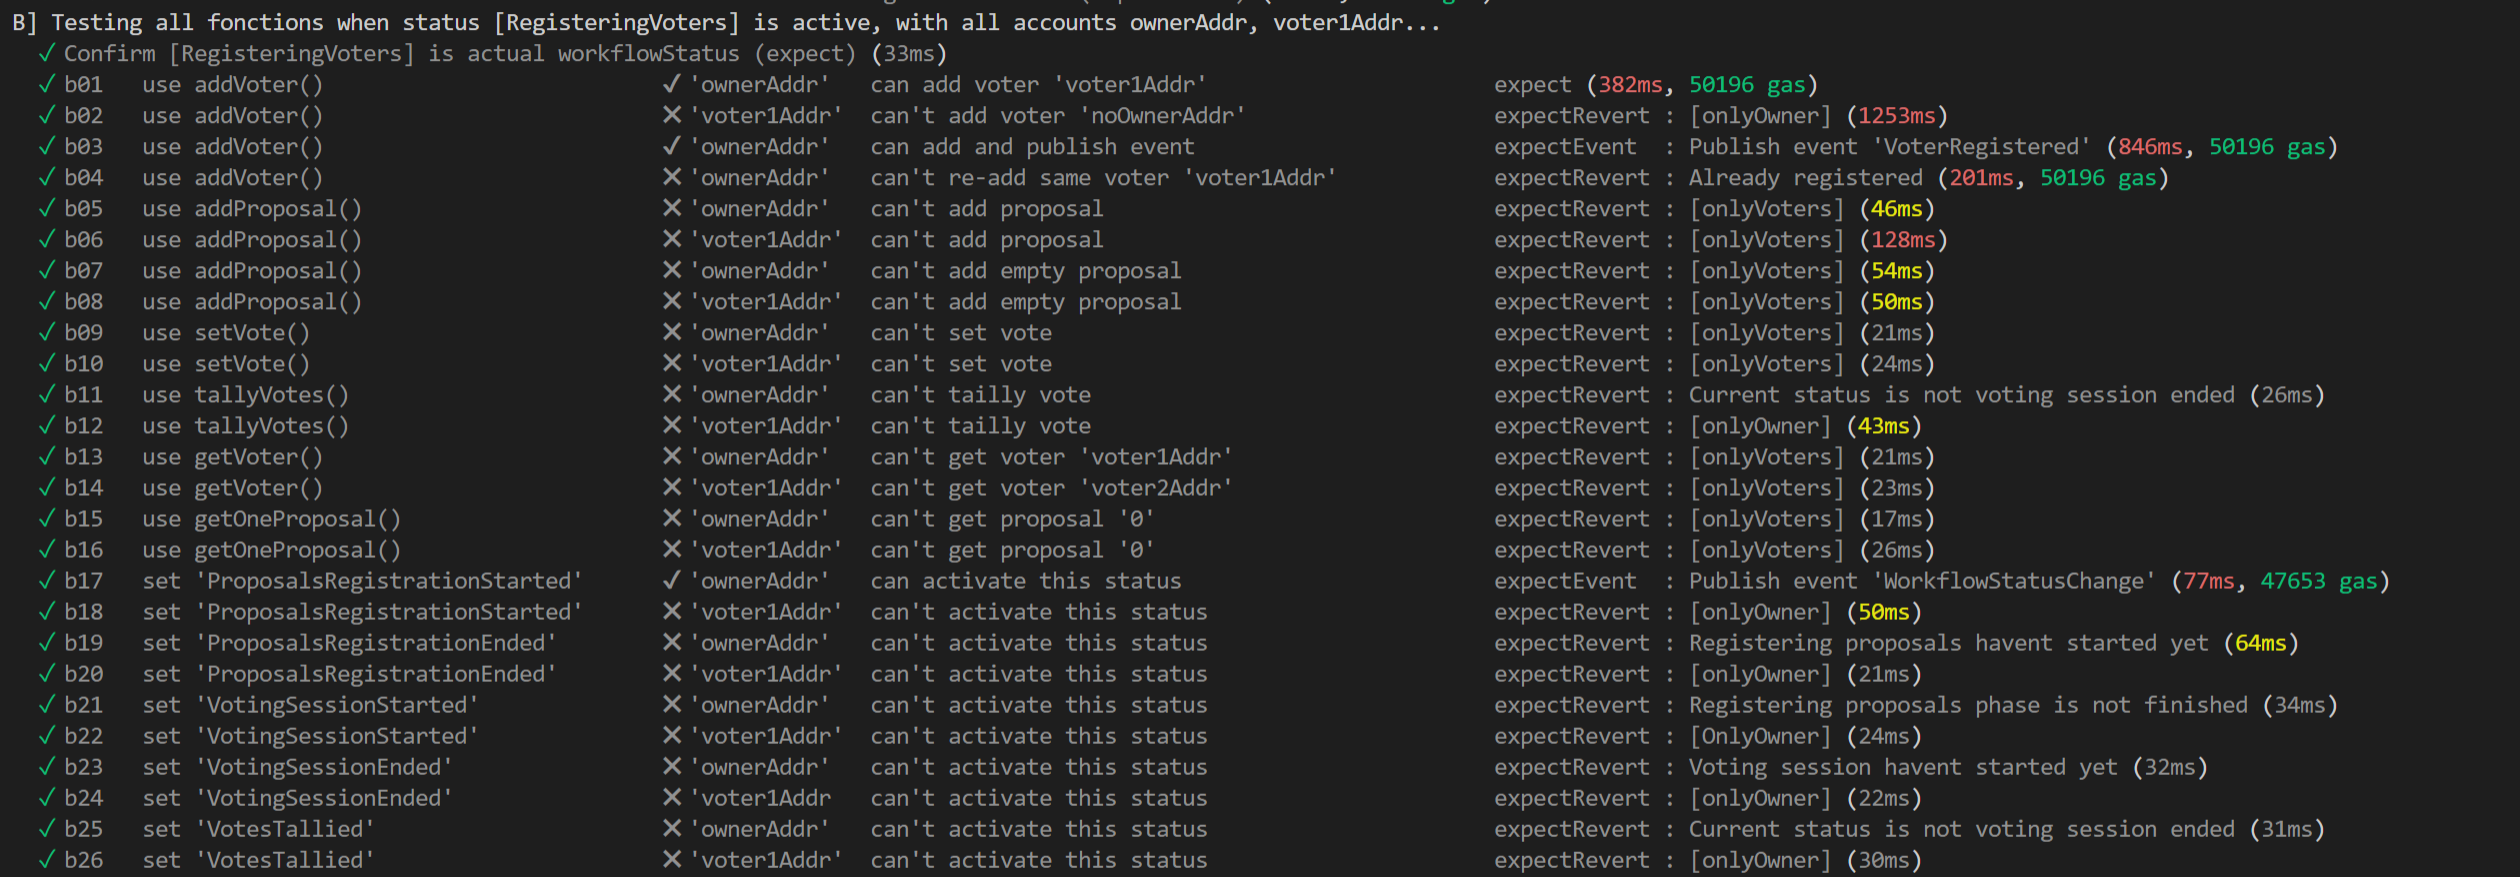 B] Testing all fonctions when status [RegisteringVoters] is active, with all accounts ownerAddr, voter1Addr...
✓ Confirm [RegisteringVoters] is actual workflowStatus (expect) (33ms)
✓ b01 use addVoter() ✓ 'ownerAddr' can add voter 'voter1Addr' expect (382ms, 50196 gas)
✓ b02 use addVoter() ✕ 'voter1Addr' can't add voter 'noOwnerAddr' expectRevert : [onlyOwner] (1253ms)
✓ b03 use addVoter() ✓ 'ownerAddr' can add and publish event expectEvent : Publish event 'VoterRegistered' (846ms, 50196 gas)
✓ b04 use addVoter() ✕ 'ownerAddr' can't re-add same voter 'voter1Addr' expectRevert : Already registered (201ms, 50196 gas)
✓ b05 use addProposal() ✕ 'ownerAddr' can't add proposal expectRevert : [onlyVoters] (46ms)
✓ b06 use addProposal() ✕ 'voter1Addr' can't add proposal expectRevert : [onlyVoters] (128ms)
✓ b07 use addProposal() ✕ 'ownerAddr' can't add empty proposal expectRevert : [onlyVoters] (54ms)
✓ b08 use addProposal() ✕ 'voter1Addr' can't add empty proposal expectRevert : [onlyVoters] (50ms)
✓ b09 use setVote() ✕ 'ownerAddr' can't set vote expectRevert : [onlyVoters] (21ms)
✓ b10 use setVote() ✕ 'voter1Addr' can't set vote expectRevert : [onlyVoters] (24ms)
✓ b11 use tallyVotes() ✕ 'ownerAddr' can't tailly vote expectRevert : Current status is not voting session ended (26ms)
✓ b12 use tallyVotes() ✕ 'voter1Addr' can't tailly vote expectRevert : [onlyOwner] (43ms)
✓ b13 use getVoter() ✕ 'ownerAddr' can't get voter 'voter1Addr' expectRevert : [onlyVoters] (21ms)
✓ b14 use getVoter() ✕ 'voter1Addr' can't get voter 'voter2Addr' expectRevert : [onlyVoters] (23ms)
✓ b15 use getOneProposal() ✕ 'ownerAddr' can't get proposal '0' expectRevert : [onlyVoters] (17ms)
✓ b16 use getOneProposal() ✕ 'voter1Addr' can't get proposal '0' expectRevert : [onlyVoters] (26ms)
✓ b17 set 'ProposalsRegistrationStarted' ✓ 'ownerAddr' can activate this status expectEvent : Publish event 'WorkflowStatusChange' (77ms, 47653 gas)
✓ b18 set 'ProposalsRegistrationStarted' ✕ 'voter1Addr' can't activate this status expectRevert : [onlyOwner] (50ms)
✓ b19 set 'ProposalsRegistrationEnded' ✕ 'ownerAddr' can't activate this status expectRevert : Registering proposals havent started yet (64ms)
✓ b20 set 'ProposalsRegistrationEnded' ✕ 'voter1Addr' can't activate this status expectRevert : [onlyOwner] (21ms)
✓ b21 set 'VotingSessionStarted' ✕ 'ownerAddr' can't activate this status expectRevert : Registering proposals phase is not finished (34ms)
✓ b22 set 'VotingSessionStarted' ✕ 'voter1Addr' can't activate this status expectRevert : [OnlyOwner] (24ms)
✓ b23 set 'VotingSessionEnded' ✕ 'ownerAddr' can't activate this status expectRevert : Voting session havent started yet (32ms)
✓ b24 set 'VotingSessionEnded' ✕ 'voter1Addr can't activate this status expectRevert : [onlyOwner] (22ms)
✓ b25 set 'VotesTallied' ✕ 'ownerAddr' can't activate this status expectRevert : Current status is not voting session ended (31ms)
✓ b26 set 'VotesTallied' ✕ 'voter1Addr' can't activate this status expectRevert : [onlyOwner] (30ms)